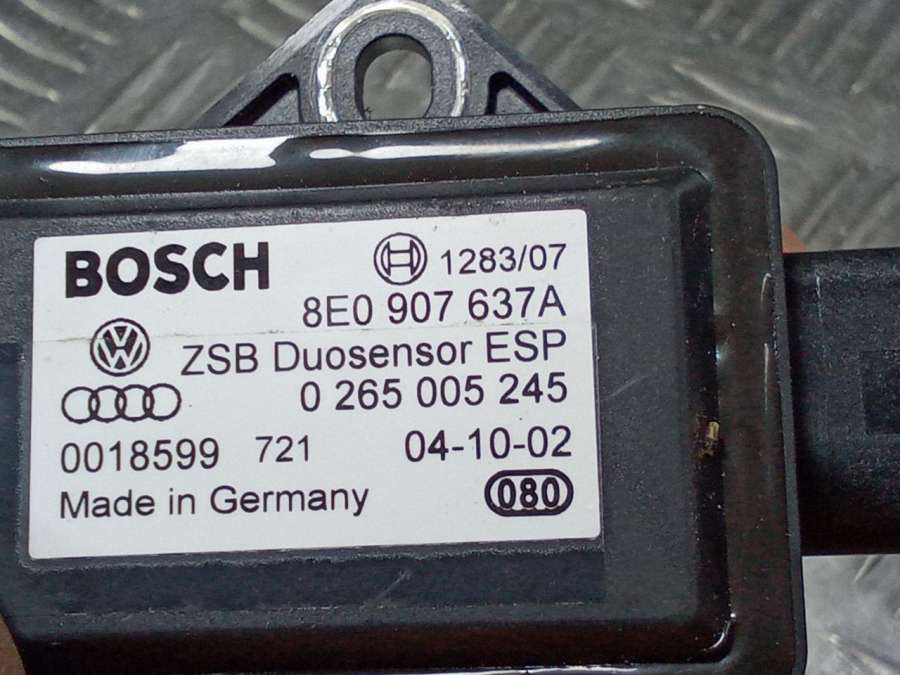 BOSCH 1283/07
8E0 907 637A
ZSB Duosensor ESP
0 265 005 245
0018599 721 04-10-02
Made in Germany 080